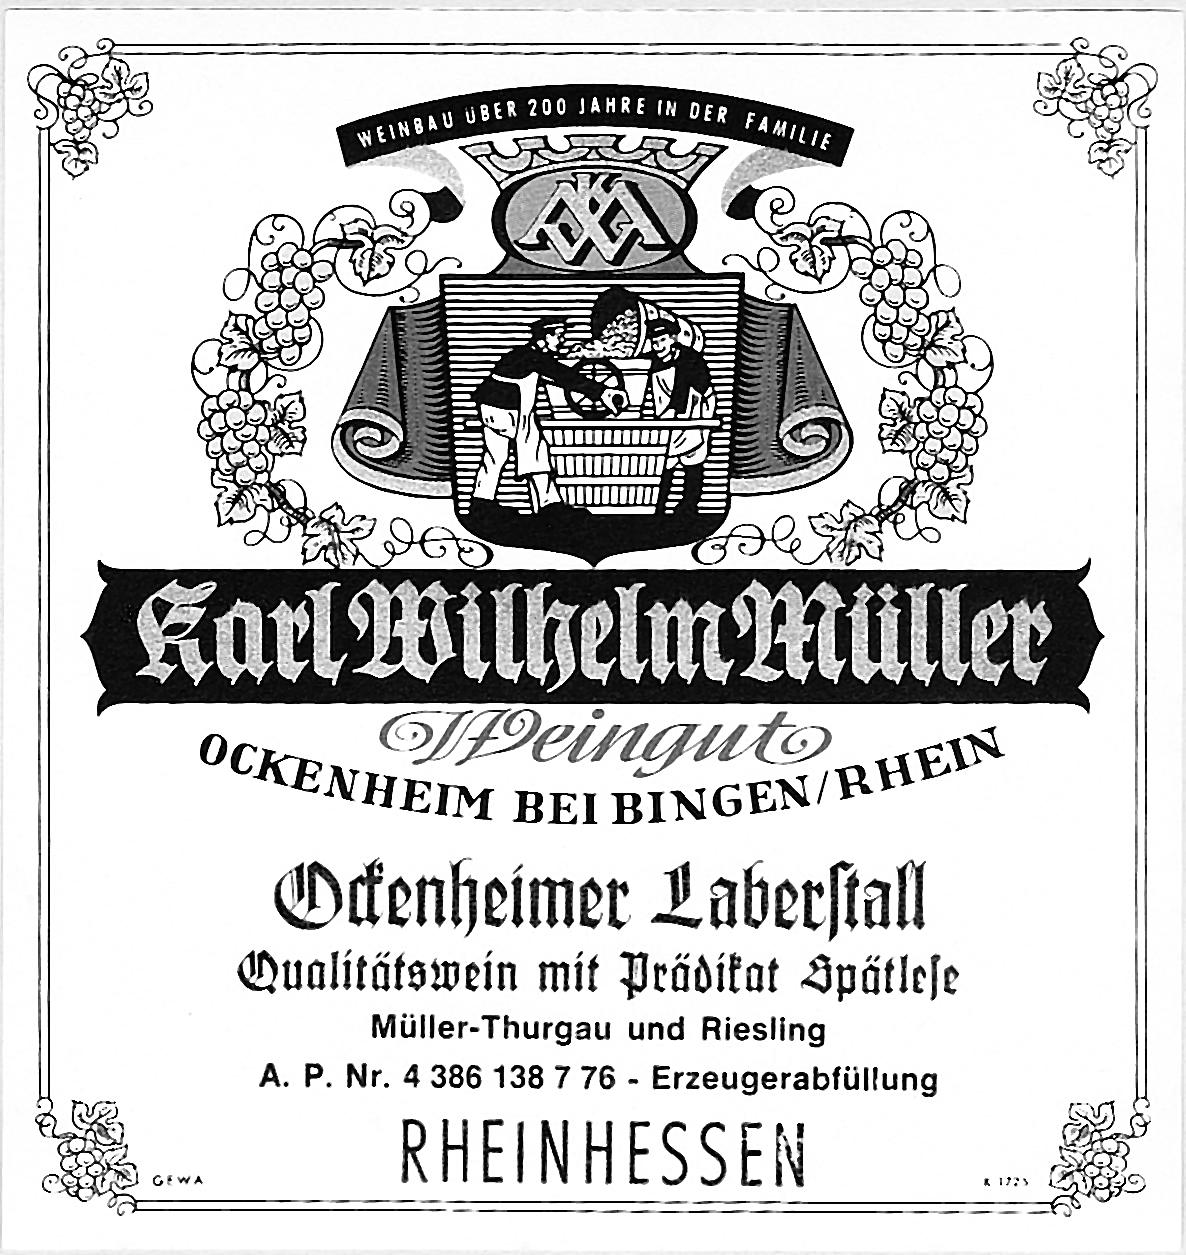 WEINBAU ÜBER 200 JAHRE IN DER FAMILIE
Karl Wilhelm Müller
Weingut
OCKENHEIM BEI BINGEN/RHEIN
Ockenheimer Laberſtall
Qualitätswein mit Prädikat Spätleſe
Müller-Thurgau und Riesling
A. P. Nr. 4 386 138 7 76 - Erzeugerabfüllung
RHEINHESSEN
GEWA